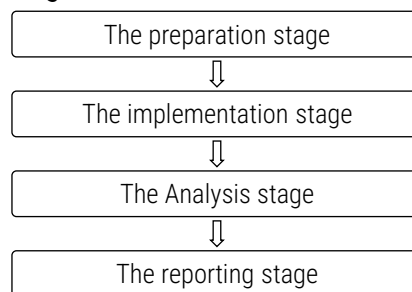 The preparation stage
The implementation stage
The Analysis stage
The reporting stage